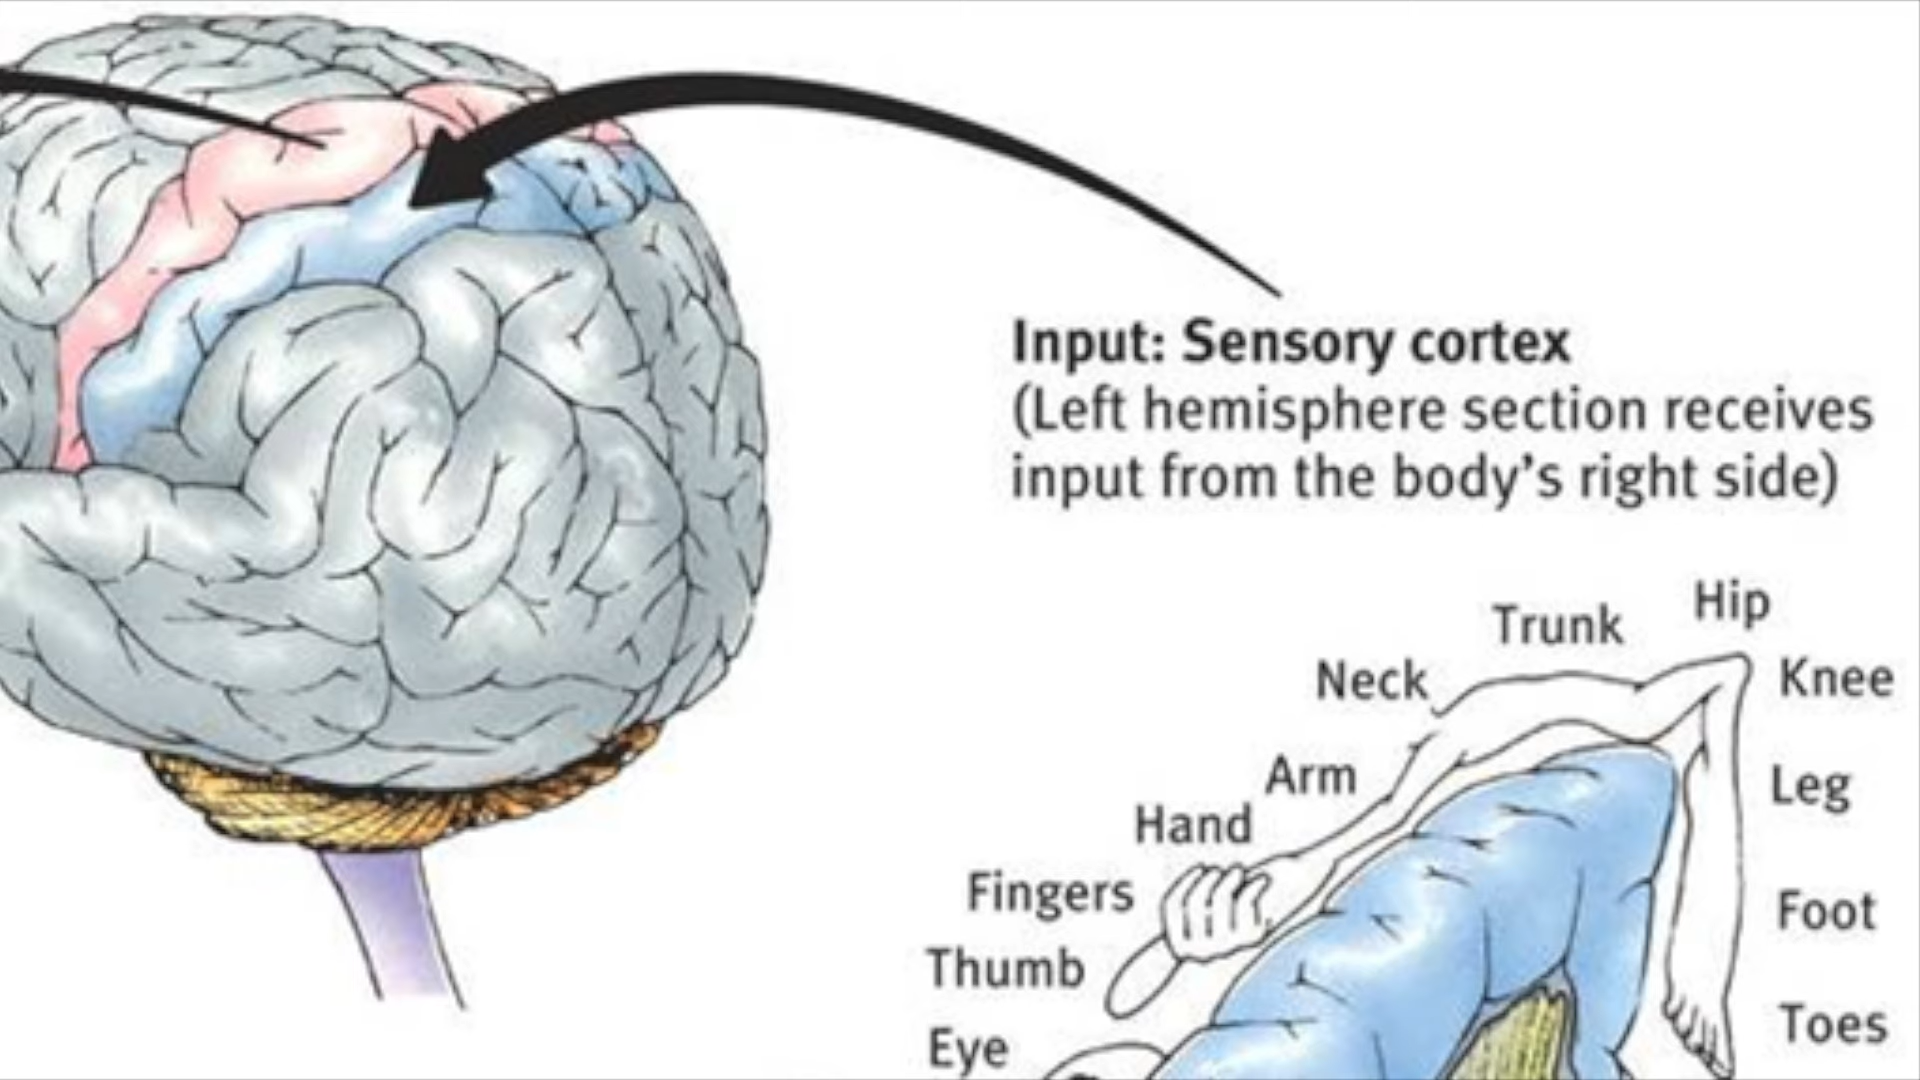 Input: Sensory cortex
(Left hemisphere section receives
input from the body’s right side)
Hip
Trunk
Neck
Knee
Arm
Leg
Hand
Fingers
Foot
Thumb
Toes
Eye